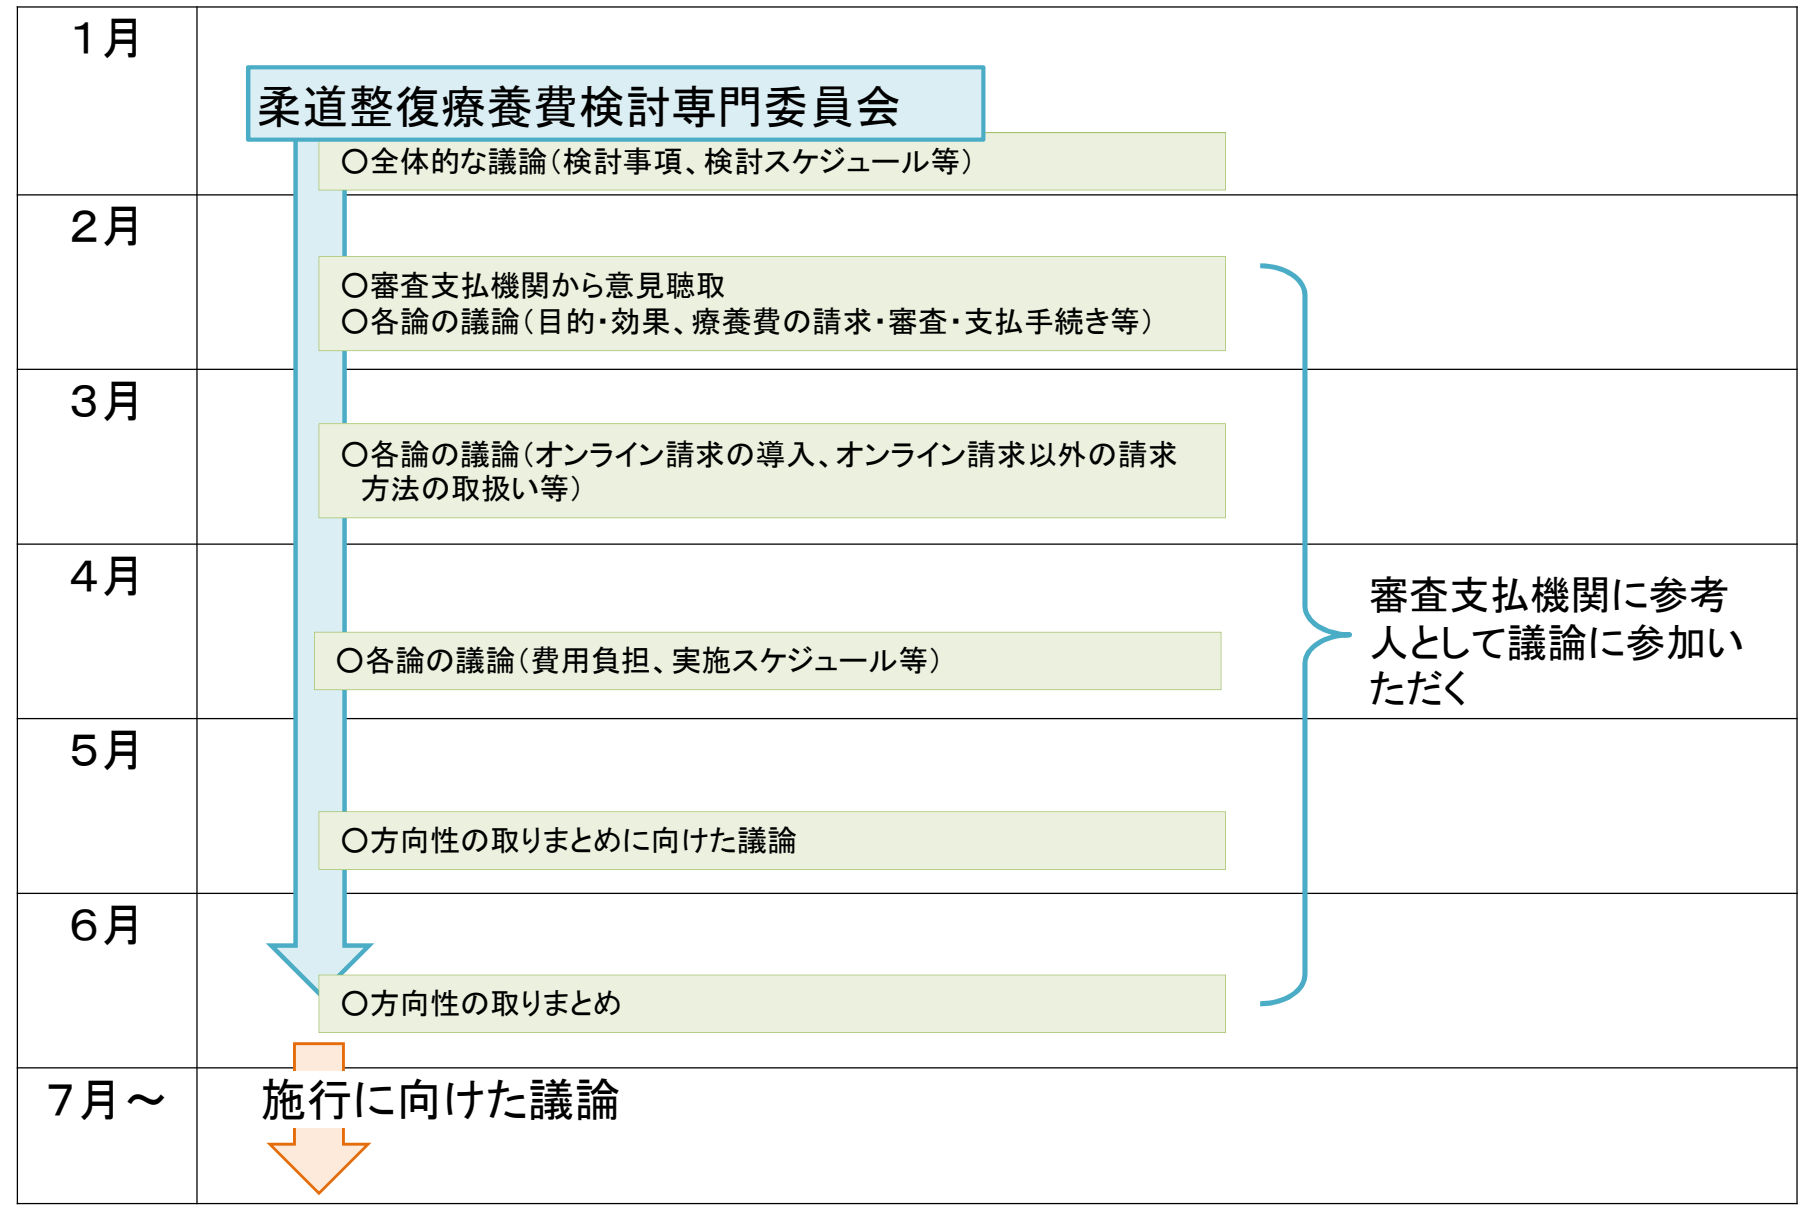 １月
柔道整復療養費検討専門委員会
○全体的な議論（検討事項、検討スケジュール等）
２月
○審査支払機関から意見聴取
○各論の議論（目的・効果、療養費の請求・審査・支払手続き等）
３月
○各論の議論（オンライン請求の導入、オンライン請求以外の請求
方法の取扱い等）
４月
○各論の議論（費用負担、実施スケジュール等）
審査支払機関に参考
人として議論に参加い
ただく
５月
○方向性の取りまとめに向けた議論
６月
○方向性の取りまとめ
７月～
施行に向けた議論